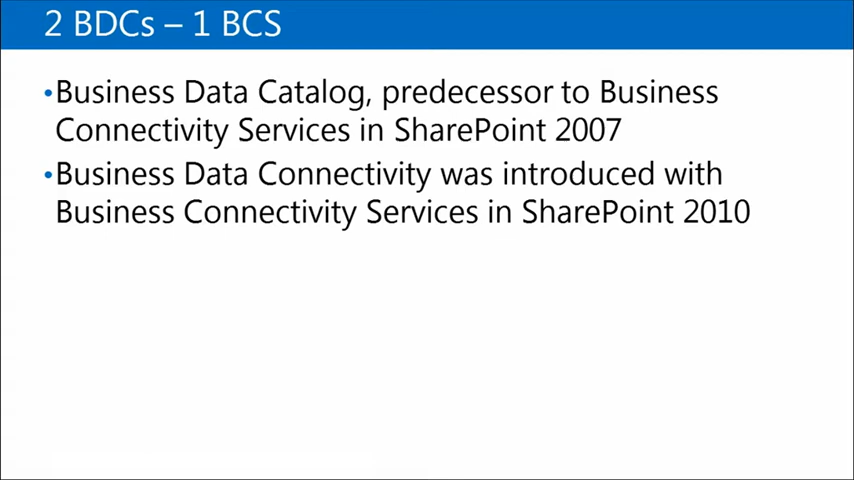 2 BDCs – 1 BCS
•Business Data Catalog, predecessor to Business
Connectivity Services in SharePoint 2007
•Business Data Connectivity was introduced with
Business Connectivity Services in SharePoint 2010